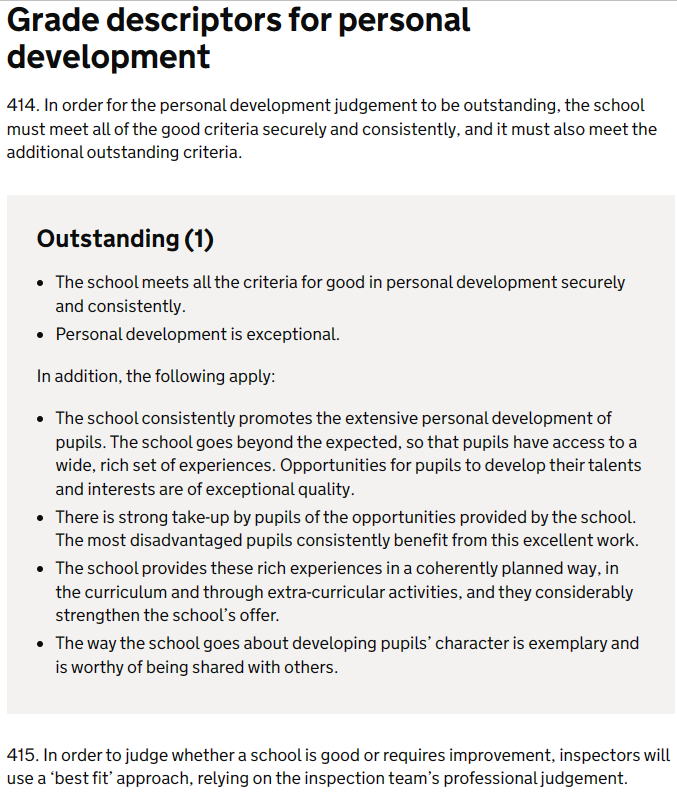 Grade descriptors for personal
development
414. In order for the personal development judgement to be outstanding, the school
must meet all of the good criteria securely and consistently, and it must also meet the
additional outstanding criteria.
Outstanding (1)
• The school meets all the criteria for good in personal development securely
and consistently.
• Personal development is exceptional.
In addition, the following apply:
• The school consistently promotes the extensive personal development of
pupils. The school goes beyond the expected, so that pupils have access to a
wide, rich set of experiences. Opportunities for pupils to develop their talents
and interests are of exceptional quality.
• There is strong take-up by pupils of the opportunities provided by the school.
The most disadvantaged pupils consistently benefit from this excellent work.
• The school provides these rich experiences in a coherently planned way, in
the curriculum and through extra-curricular activities, and they considerably
strengthen the school’s offer.
• The way the school goes about developing pupils’ character is exemplary and
is worthy of being shared with others.
415. In order to judge whether a school is good or requires improvement, inspectors will
use a ‘best fit’ approach, relying on the inspection team’s professional judgement.